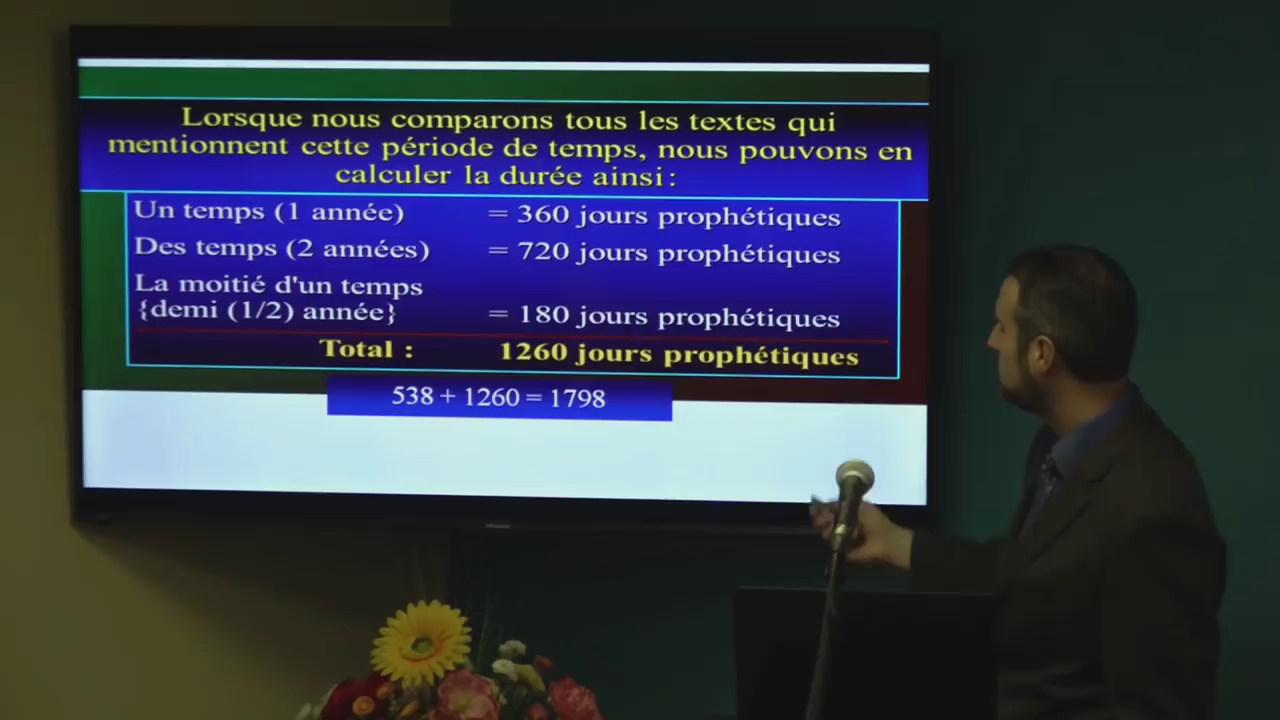 Lorsque nous comparons tous les textes qui
mentionnent cette période de temps, nous pouvons en
calculer la durée ainsi :
Un temps (1 année) = 360 jours prophétiques
Des temps (2 années) = 720 jours prophétiques
La moitié d'un temps
{demi (1/2) année} = 180 jours prophétiques
Total : 1260 jours prophétiques
538 + 1260 = 1798